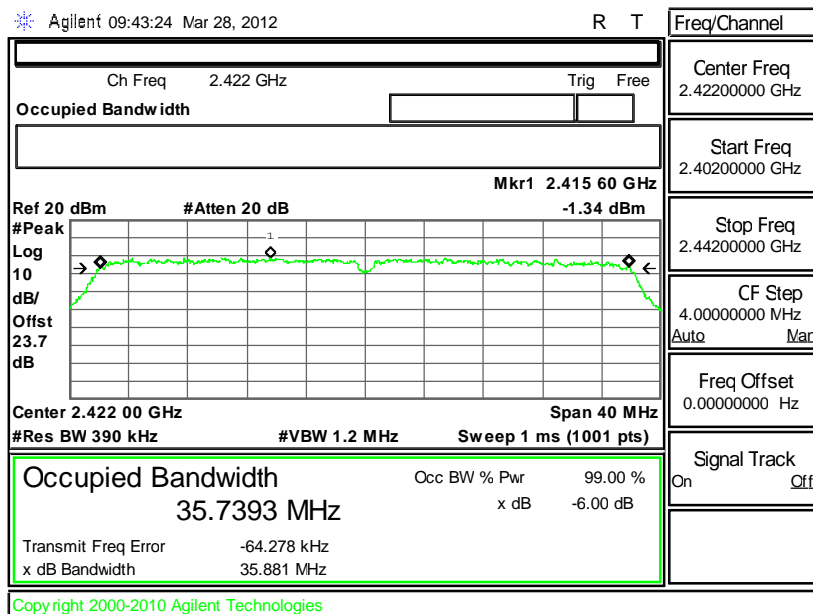 Agilent 09:43:24 Mar 28, 2012 R T
Ch Freq 2.422 GHz Trig Free
Occupied Bandwidth
Mkr1 2.415 60 GHz
Ref 20 dBm #Atten 20 dB -1.34 dBm
#Peak
Log
10
dB/
Offst
23.7
dB
1
Center 2.422 00 GHz Span 40 MHz
#Res BW 390 kHz #VBW 1.2 MHz Sweep 1 ms (1001 pts)
Occupied Bandwidth
35.7393 MHz
Occ BW % Pwr 99.00 %
x dB -6.00 dB
Transmit Freq Error -64.278 kHz
x dB Bandwidth 35.881 MHz
Copyright 2000-2010 Agilent Technologies
Freq/Channel
Center Freq
2.42200000 GHz
Start Freq
2.40200000 GHz
Stop Freq
2.44200000 GHz
CF Step
4.00000000 MHz
Auto Man
Freq Offset
0.00000000 Hz
Signal Track
On Off